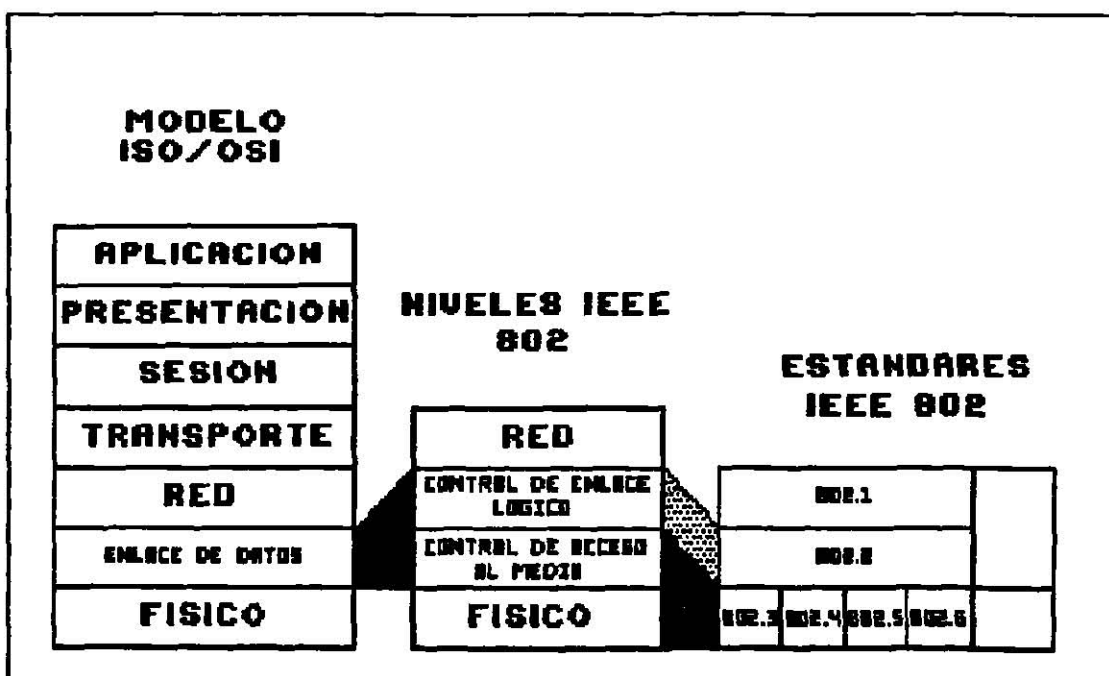 MODELO
ISO/OSI
APLICACION
PRESENTACION
SESION
TRANSPORTE
RED
ENLACE DE DATOS
FISICO
NIVELES IEEE
802
RED
CONTROL DE ENLACE
LOGICO
CONTROL DE ACCESO
AL MEDIO
FISICO
ESTANDARES
IEEE 802
802.1
802.2
802.3 802.4 802.5 802.6